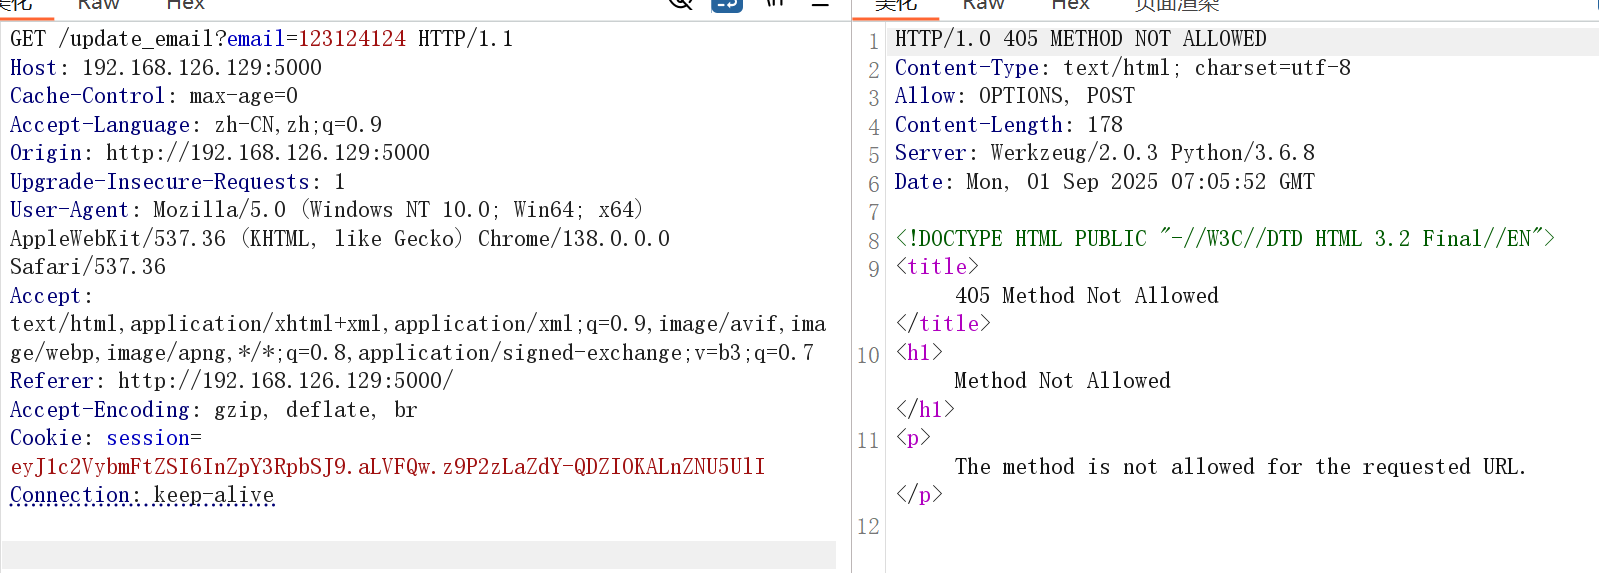 美化 Raw Hex \n
GET /update_email?email=123124124 HTTP/1.1
Host: 192.168.126.129:5000
Cache-Control: max-age=0
Accept-Language: zh-CN,zh;q=0.9
Origin: http://192.168.126.129:5000
Upgrade-Insecure-Requests: 1
User-Agent: Mozilla/5.0 (Windows NT 10.0; Win64; x64)
AppleWebKit/537.36 (KHTML, like Gecko) Chrome/138.0.0.0
Safari/537.36
Accept:
text/html,application/xhtml+xml,application/xml;q=0.9,image/avif,ima
ge/webp,image/apng,*/*;q=0.8,application/signed-exchange;v=b3;q=0.7
Referer: http://192.168.126.129:5000/
Accept-Encoding: gzip, deflate, br
Cookie: session=
eyJ1c2VybmFtZSI6InZpY3RpbSJ9.aLVFQw.z9P2zLaZdY-QDZIOKALnZNU5UlI
Connection: keep-alive
美化 Raw Hex 页面渲染
1 HTTP/1.0 405 METHOD NOT ALLOWED
2 Content-Type: text/html; charset=utf-8
3 Allow: OPTIONS, POST
4 Content-Length: 178
5 Server: Werkzeug/2.0.3 Python/3.6.8
6 Date: Mon, 01 Sep 2025 07:05:52 GMT
7
8 <!DOCTYPE HTML PUBLIC "-//W3C//DTD HTML 3.2 Final//EN">
9 <title>
405 Method Not Allowed
</title>
10 <h1>
Method Not Allowed
</h1>
11 <p>
The method is not allowed for the requested URL.
</p>
12